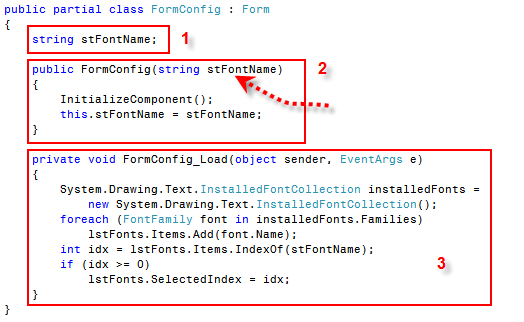 public partial class FormConfig : Form
{
string stFontName;
1
public FormConfig(string stFontName)
2
{
InitializeComponent();
this.stFontName = stFontName;
}
private void FormConfig_Load(object sender, EventArgs e)
{
System.Drawing.Text.InstalledFontCollection installedFonts =
new System.Drawing.Text.InstalledFontCollection();
foreach (FontFamily font in installedFonts.Families)
lstFonts.Items.Add(font.Name);
int idx = lstFonts.Items.IndexOf(stFontName);
if (idx >= 0)
3
lstFonts.SelectedIndex = idx;
}
}